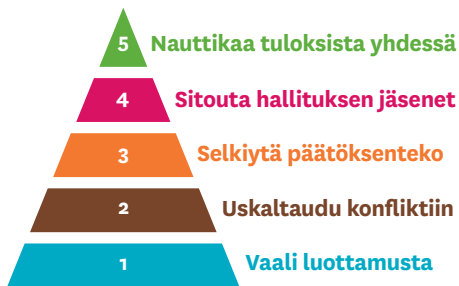 5 Nauttikaa tuloksista yhdessä
4 Sitouta hallituksen jäsenet
3 Selkiytä päätöksenteko
2 Uskaltaudu konfliktiin
1 Vaali luottamusta